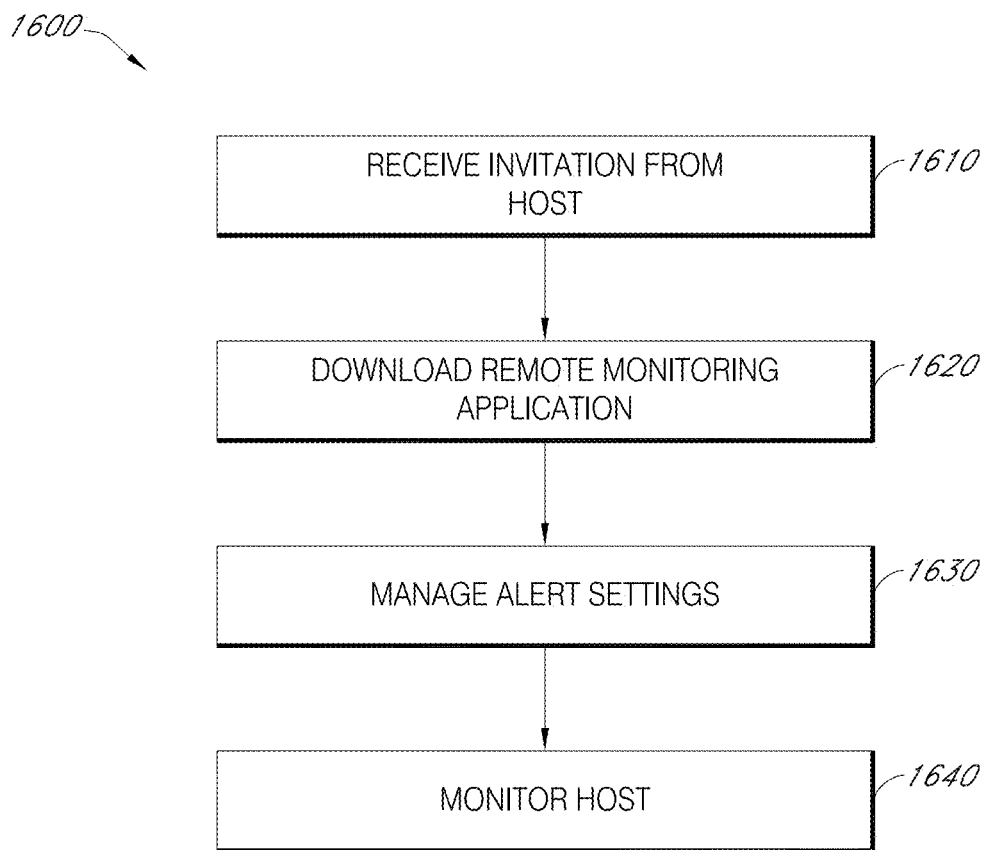 1600
RECEIVE INVITATION FROM
HOST
1610
DOWNLOAD REMOTE MONITORING
APPLICATION
1620
MANAGE ALERT SETTINGS
1630
MONITOR HOST
1640